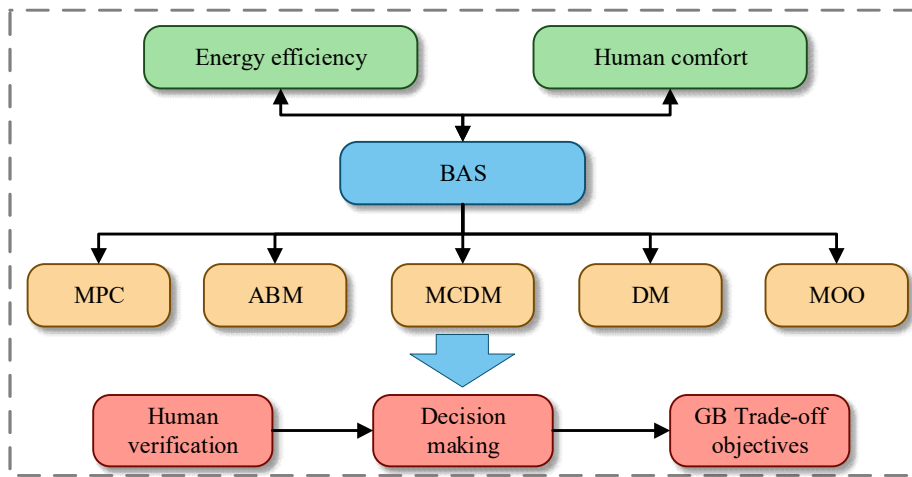 Energy efficiency
Human comfort
BAS
MPC
ABM
MCDM
DM
MOO
Human
verification
Decision
making
GB Trade-off
objectives